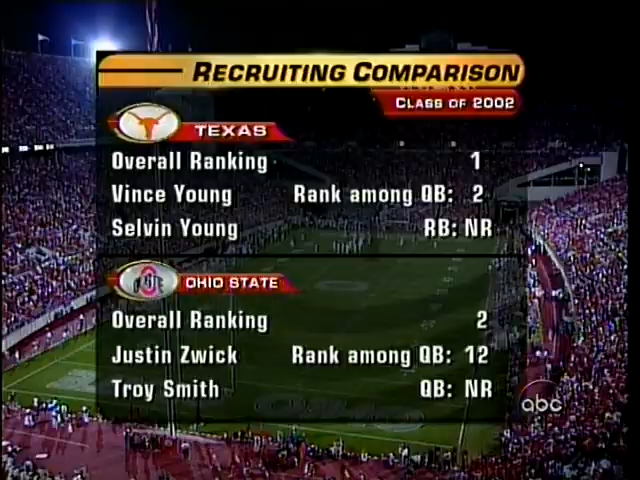 RECRUITING COMPARISON
CLASS OF 2002
TEXAS
Overall Ranking 1
Vince Young Rank among QB: 2
Selvin Young RB: NR
OHIO STATE
Overall Ranking 2
Justin Zwick Rank among QB: 12
Troy Smith QB: NR
abc